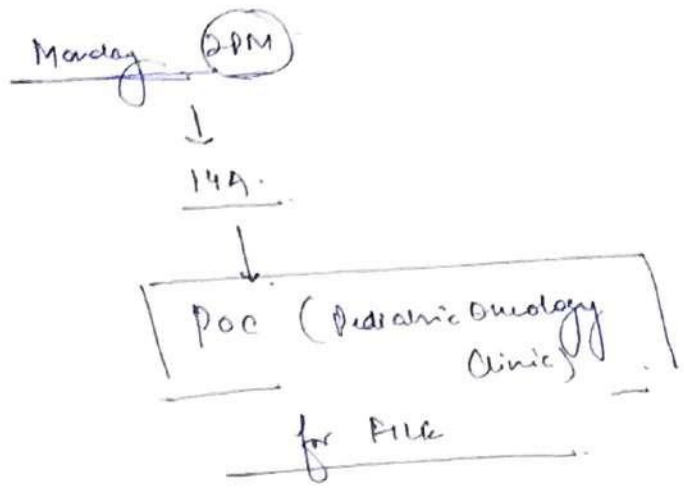 Monday 2PM
14A.
POC (Pediatric Oncology
Clinic)
for FILE